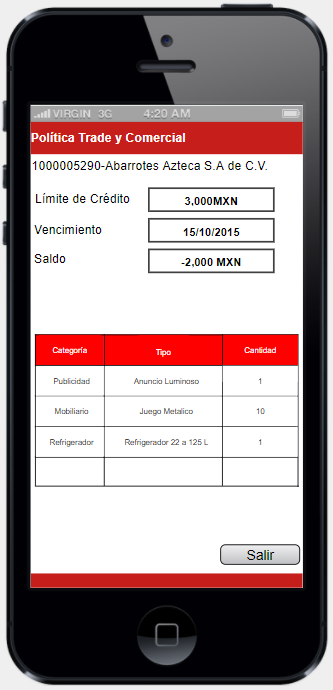 VIRGIN 3G 4:20 AM
Política Trade y Comercial
1000005290-Abarrotes Azteca S.A de C.V.
Límite de Crédito 3,000MXN
Vencimiento 15/10/2015
Saldo -2,000 MXN
Categoría Tipo Cantidad
Publicidad Anuncio Luminoso 1
Mobiliario Juego Metalico 10
Refrigerador Refrigerador 22 a 125 L 1
Salir